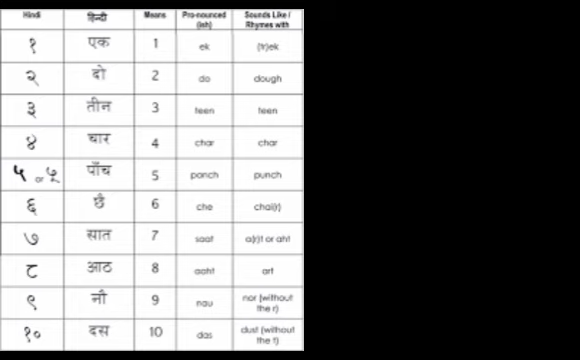 Hindi हिन्दी Means Pro-nounced (ish) Sounds Like / Rhymes with
१ एक 1 ek (tr)ek
२ दो 2 do dough
३ तीन 3 teen teen
४ चार 4 char char
५ or ५ पाँच 5 panch punch
६ छै 6 che chai(r)
७ सात 7 saat a(r)t or aht
८ आठ 8 aaht art
९ नौ 9 nau nor (without the r)
१० दस 10 das dust (without the t)